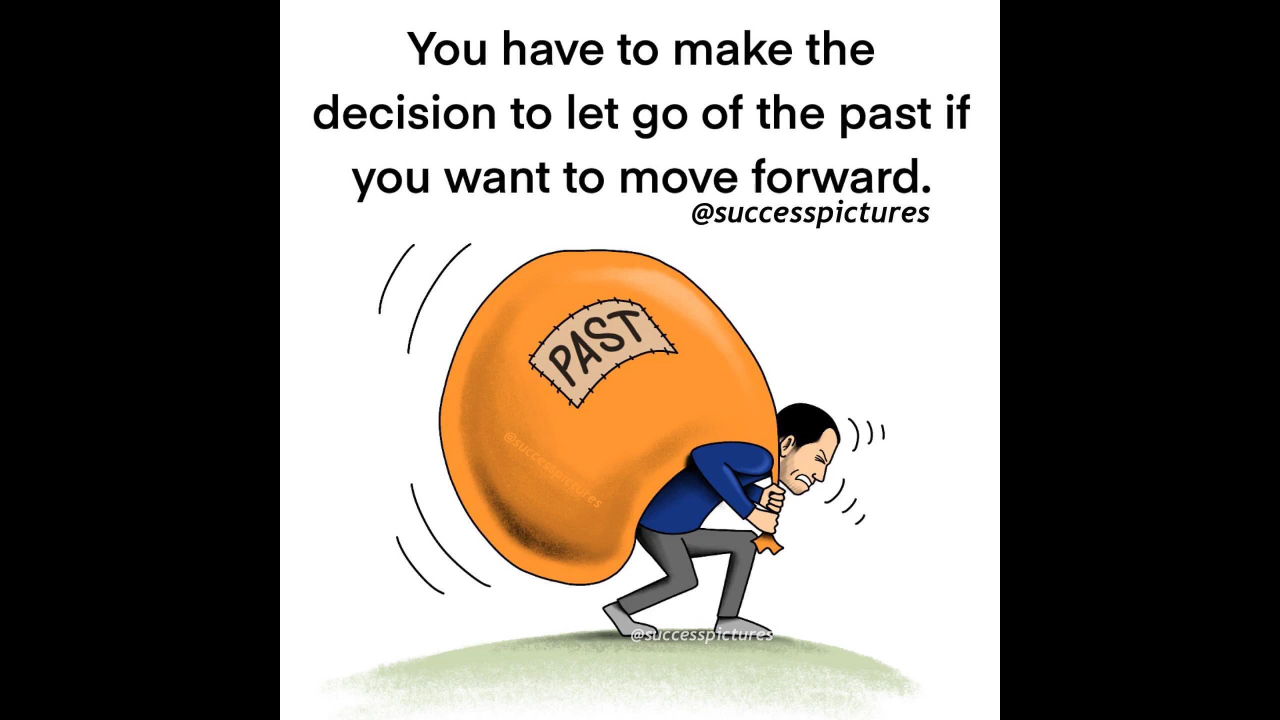 You have to make the
decision to let go of the past if
you want to move forward.
@successpictures
PAST
@successpictures
@successpictures